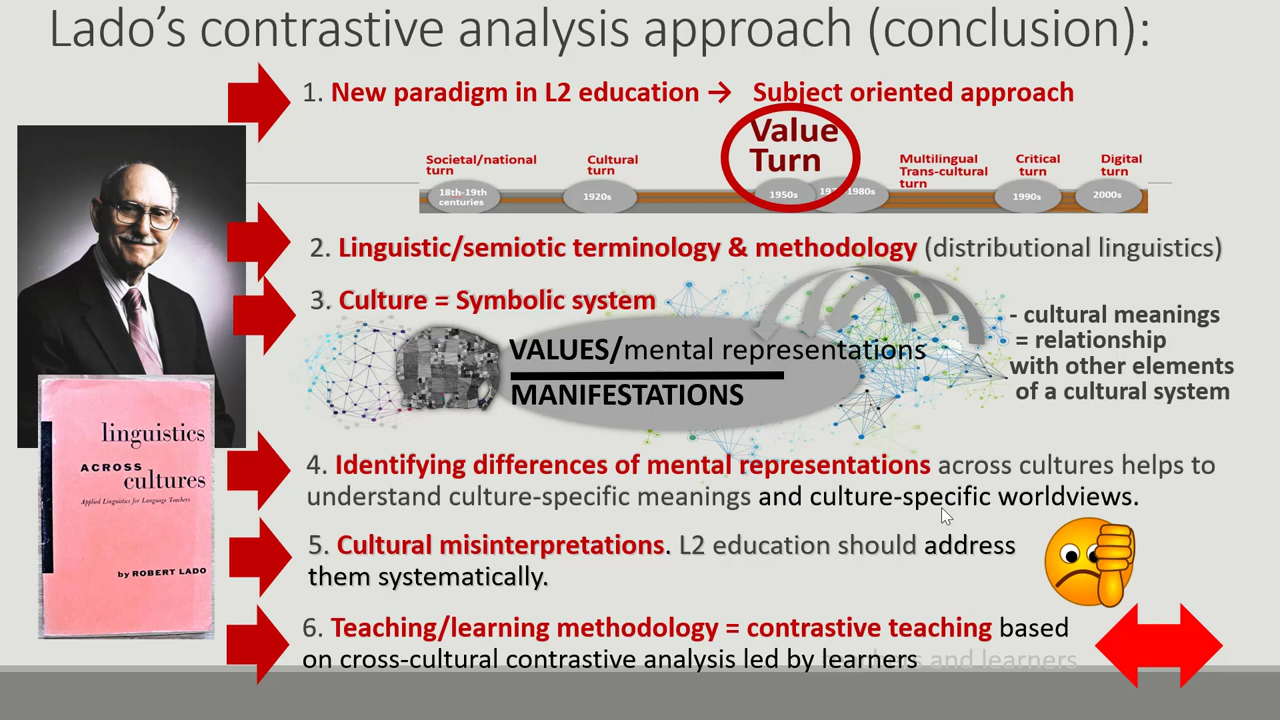 Lado's contrastive analysis approach (conclusion):
1. New paradigm in L2 education → Subject oriented approach
Value
Turn
Societal/national
turn
Cultural
turn
Multilingual
Trans-cultural
turn
Critical
turn
Digital
turn
18th-19th
centuries
1920s
1950s
1980s
1990s
2000s
2. Linguistic/semiotic terminology & methodology (distributional linguistics)
3. Culture = Symbolic system
VALUES/mental representations
MANIFESTATIONS
- cultural meanings
= relationship
with other elements
of a cultural system
linguistics
ACROSS
cultures
Applied Linguistics for Language Teachers
by ROBERT LADO
4. Identifying differences of mental representations across cultures helps to
understand culture-specific meanings and culture-specific worldviews.
5. Cultural misinterpretations. L2 education should address
them systematically.
6. Teaching/learning methodology = contrastive teaching based
on cross-cultural contrastive analysis led by learners and learners